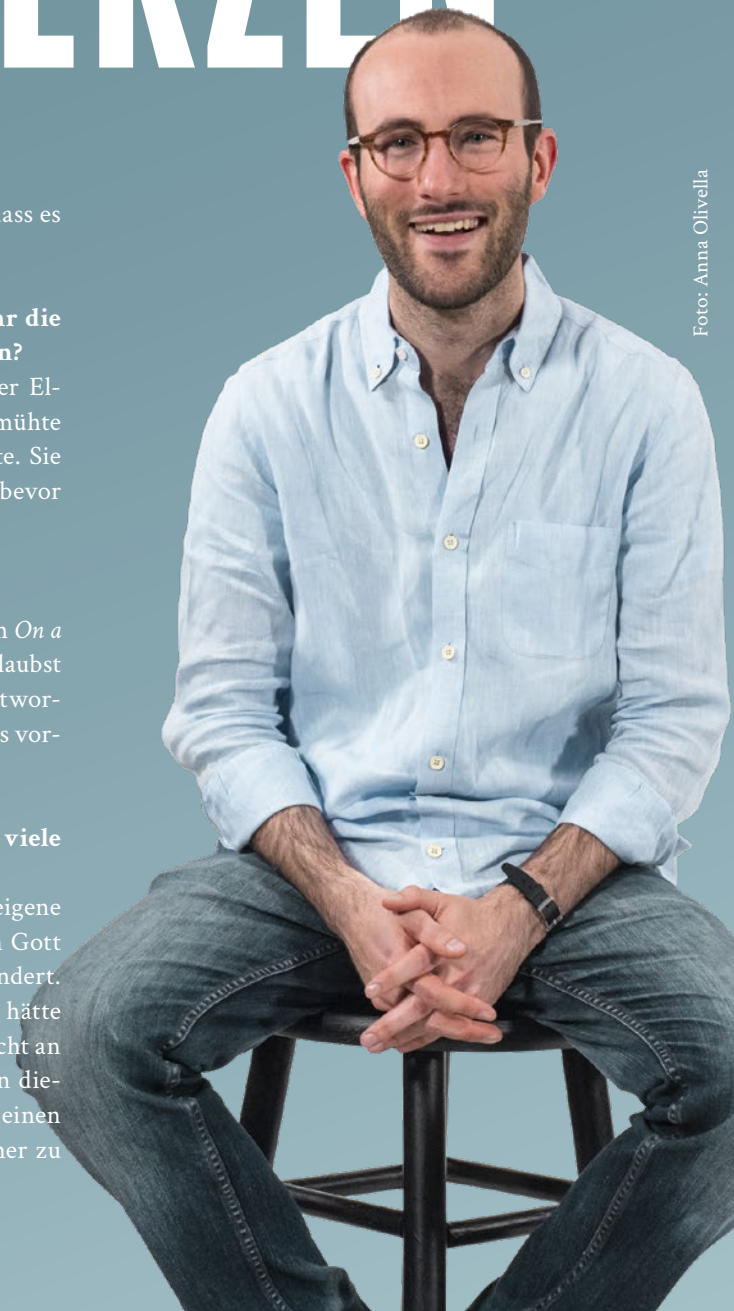 ERZEN
ass es
r die
n?
er El-
mühte
te. Sie
bevor
n On a
laubst
twor-
s vor-
viele
eigene
n Gott
ndert.
hätte
cht an
n die-
einen
ner zu
Foto: Anna Olivella